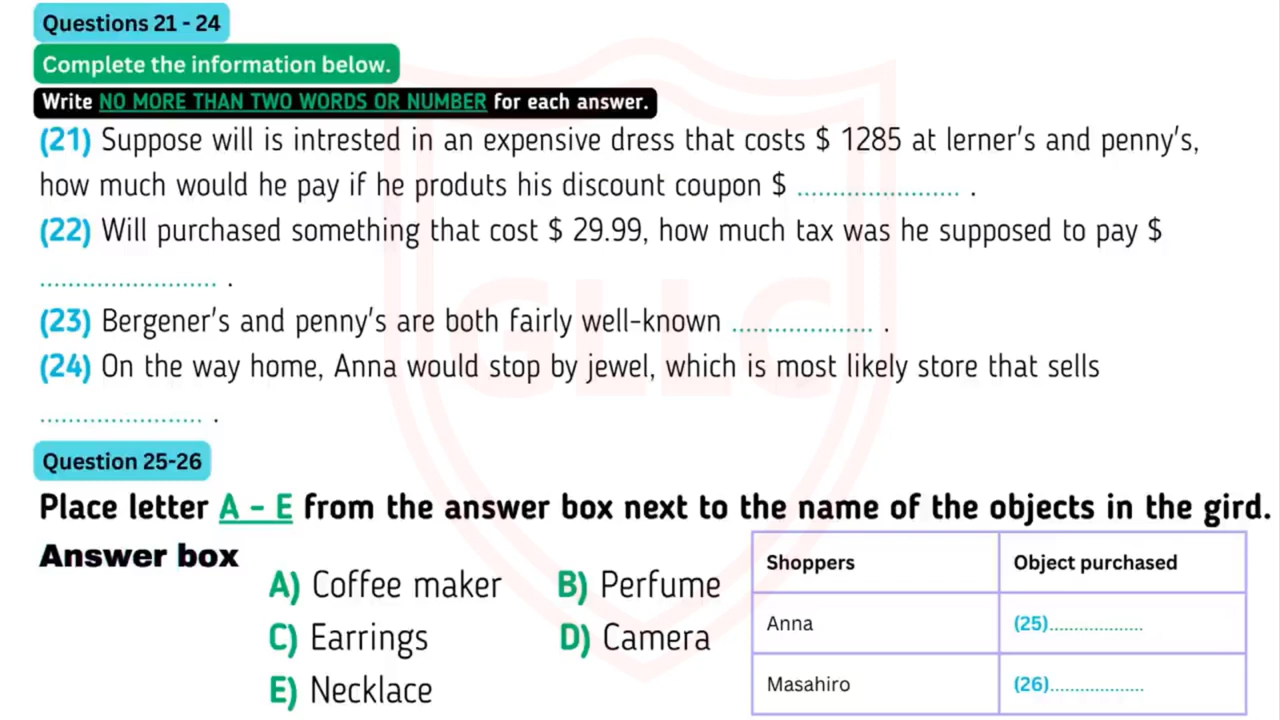 Questions 21 - 24
Complete the information below.
Write NO MORE THAN TWO WORDS OR NUMBER for each answer.
(21) Suppose will is intrested in an expensive dress that costs $ 1285 at lerner's and penny's,
how much would he pay if he produts his discount coupon $ ....................... .
(22) Will purchased something that cost $ 29.99, how much tax was he supposed to pay $
......................... .
(23) Bergener's and penny's are both fairly well-known .................... .
(24) On the way home, Anna would stop by jewel, which is most likely store that sells
....................... .
Question 25-26
Place letter A - E from the answer box next to the name of the objects in the gird.
Answer box
A) Coffee maker B) Perfume
C) Earrings D) Camera
E) Necklace
Shoppers Object purchased
Anna (25)..................
Masahiro (26)..................
GLLC